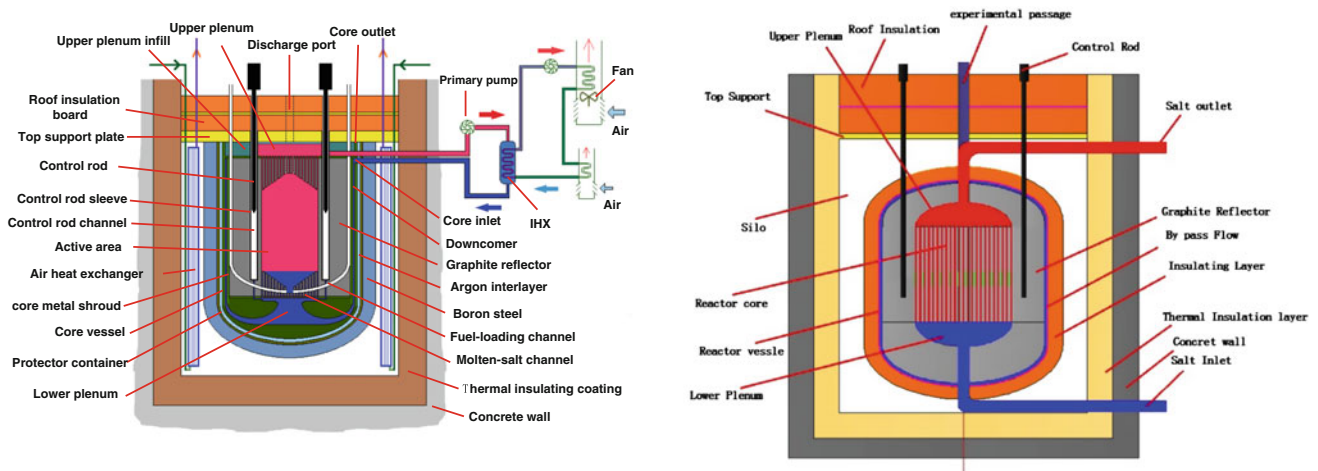 Upper plenum
Upper plenum infill
Discharge port
Core outlet
Primary pump
Fan
Air
Roof insulation
board
Top support plate
Control rod
Control rod sleeve
Control rod channel
Active area
Air heat exchanger
core metal shroud
Core vessel
Protector container
Lower plenum
Core inlet
IHX
Air
Downcomer
Graphite reflector
Argon interlayer
Boron steel
Fuel-loading channel
Molten-salt channel
Thermal insulating coating
Concrete wall
experimental passage
Roof Insulation
Upper Plenum
Control Rod
Top Support
Salt outlet
Silo
Graphite Reflector
By pass Flow
Insulating Layer
Reactor core
Thermal Insulation layer
Reactor vessle
Concret wall
Salt Inlet
Lower Plenum